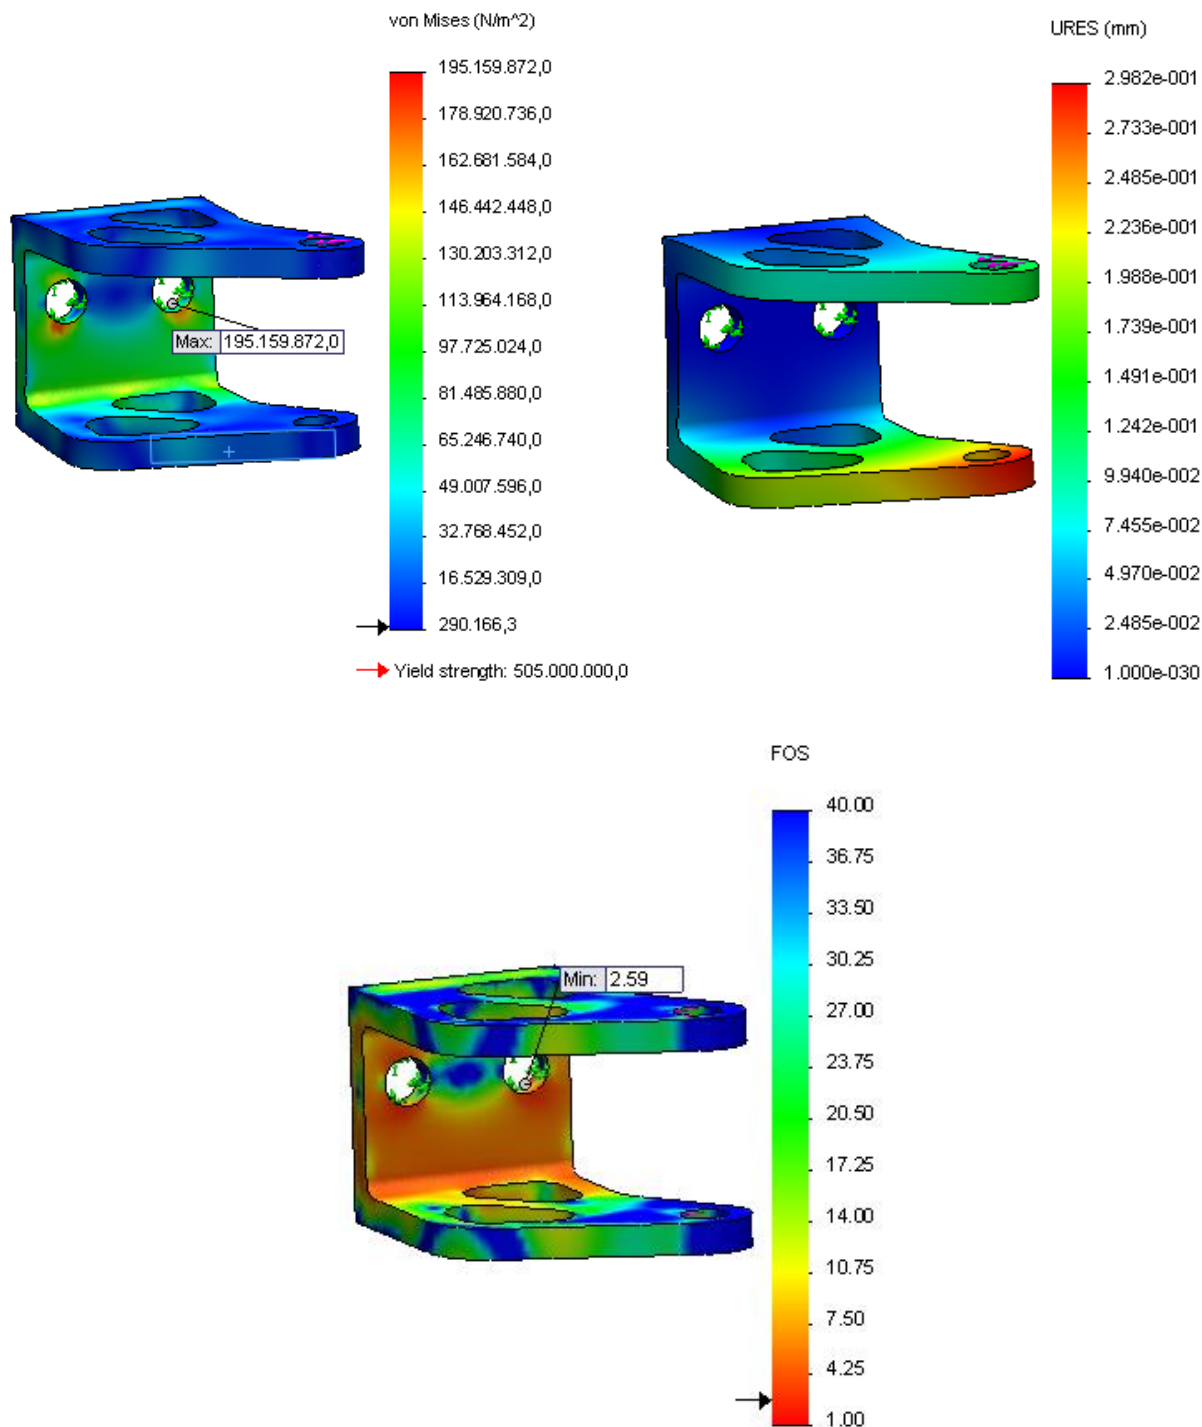 von Mises (N/m^2)
195.159.872,0
178.920.736,0
162.681.584,0
146.442.448,0
130.203.312,0
113.964.168,0
97.725.024,0
81.485.880,0
65.246.740,0
49.007.596,0
32.768.452,0
16.529.309,0
290.166,3
Yield strength: 505.000.000,0
Max: 195.159.872,0
URES (mm)
2.982e-001
2.733e-001
2.485e-001
2.236e-001
1.988e-001
1.739e-001
1.491e-001
1.242e-001
9.940e-002
7.455e-002
4.970e-002
2.485e-002
1.000e-030
FOS
40.00
36.75
33.50
30.25
27.00
23.75
20.50
17.25
14.00
10.75
7.50
4.25
1.00
Min: 2.59